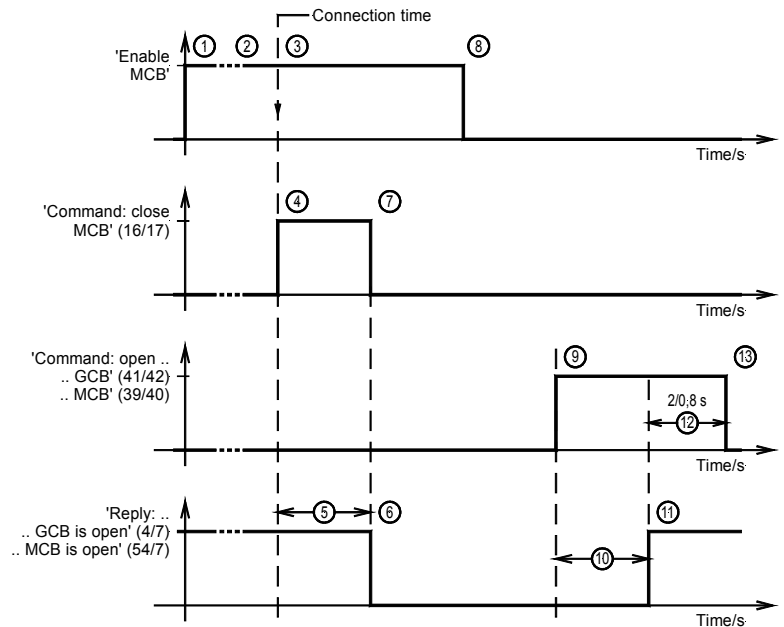 Connection time
'Enable
MCB'
1 2 3 8
Time/s
'Command: close
MCB' (16/17)
4 7
Time/s
'Command: open ..
.. GCB' (41/42)
.. MCB' (39/40)
9 13
2/0;8 s
12
Time/s
'Reply: ..
.. GCB is open' (4/7)
.. MCB is open' (54/7)
5 6 11
10
Time/s